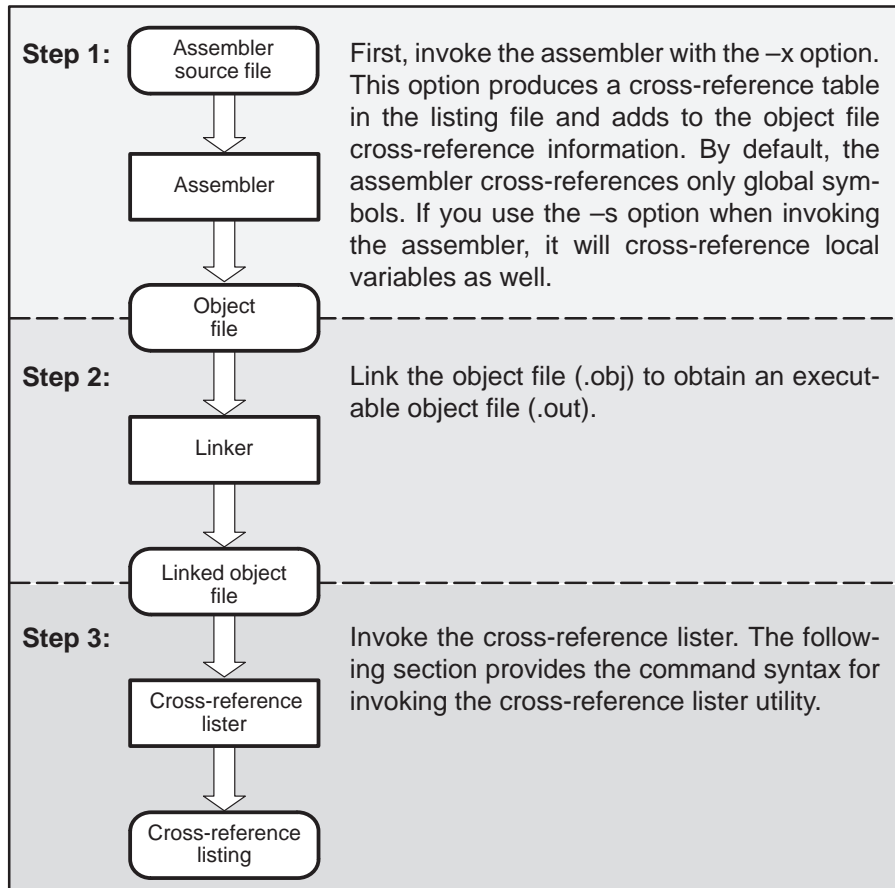 Step 1:
Assembler
source file
First, invoke the assembler with the –x option.
This option produces a cross-reference table
in the listing file and adds to the object file
cross-reference information. By default, the
assembler cross-references only global sym-
bols. If you use the –s option when invoking
the assembler, it will cross-reference local
variables as well.
Assembler
Object
file
Step 2:
Link the object file (.obj) to obtain an execut-
able object file (.out).
Linker
Linked object
file
Step 3:
Invoke the cross-reference lister. The follow-
ing section provides the command syntax for
invoking the cross-reference lister utility.
Cross-reference
lister
Cross-reference
listing